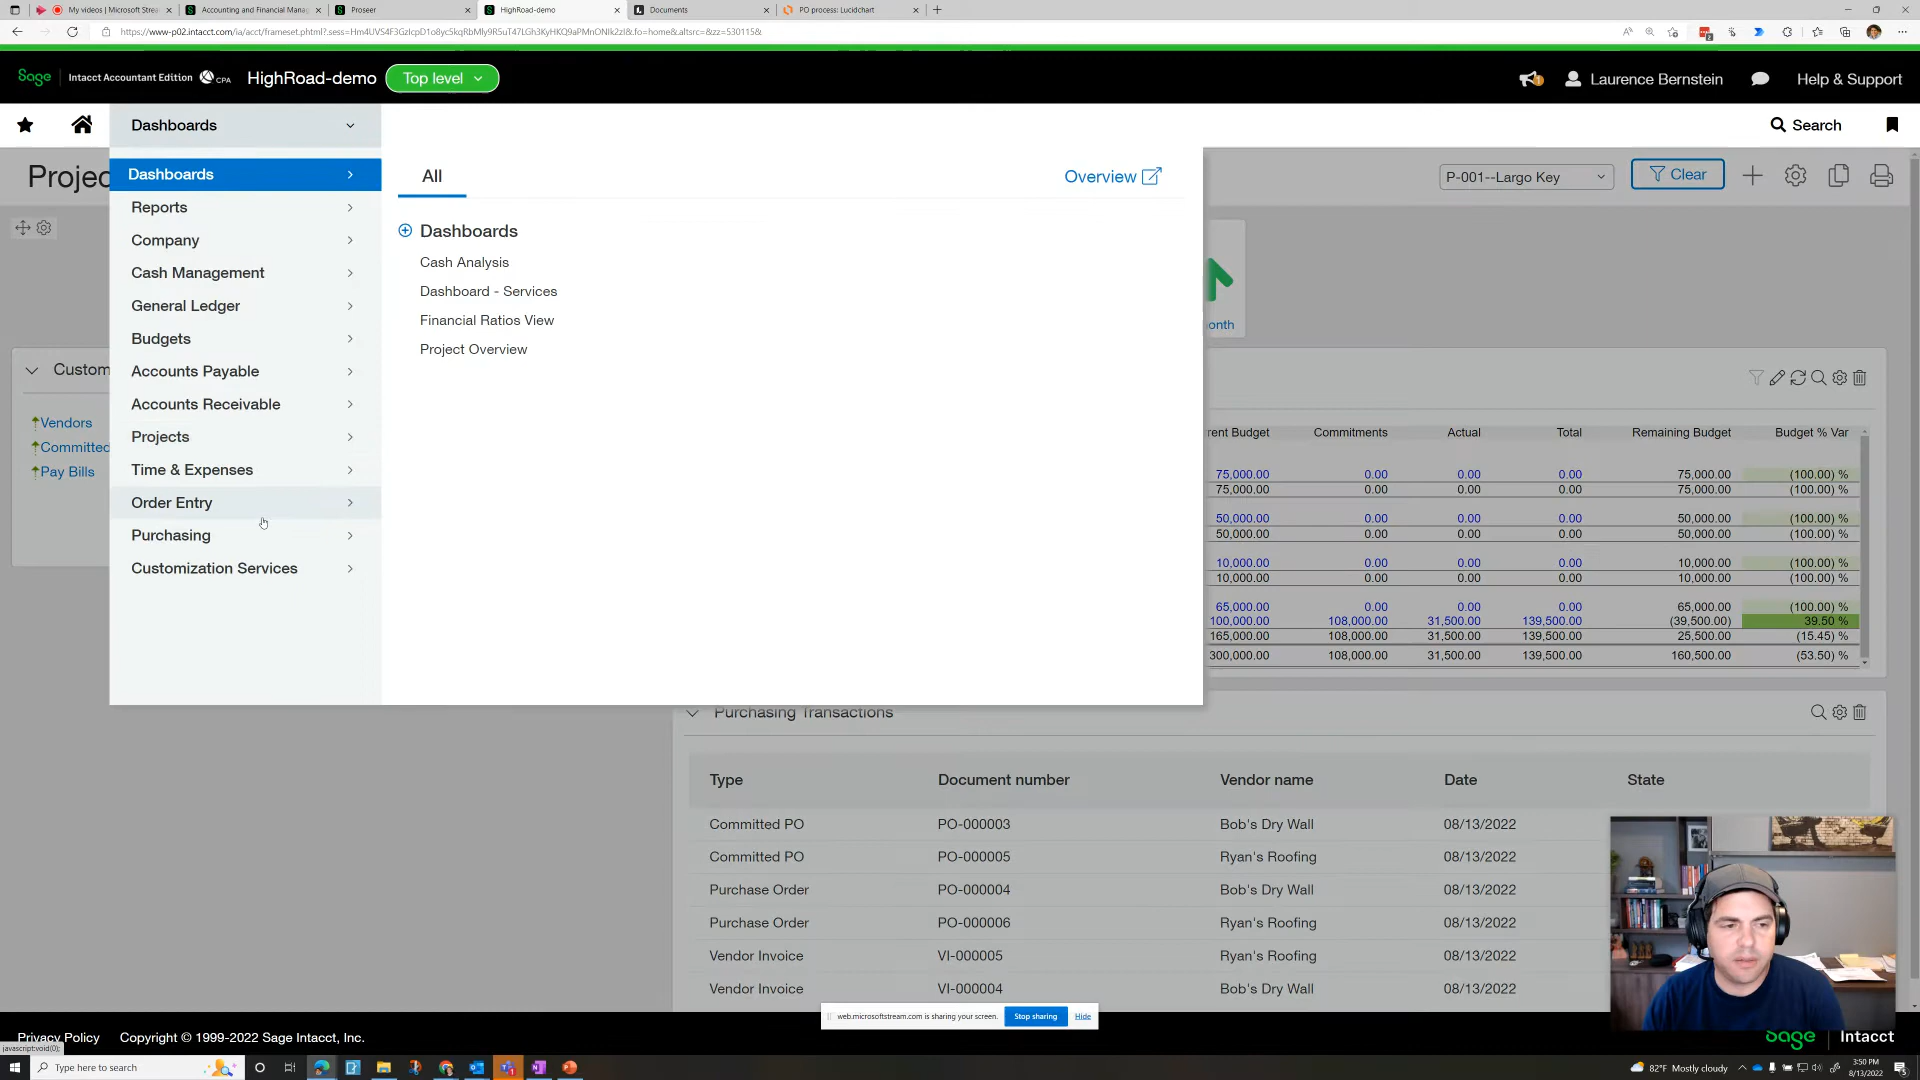 My videos | Microsoft Stre
Accounting and Financial Manag
Proseer
HighRoad-demo
Documents
PO process: Lucidchart
Sage
Intacct Accountant Edition
CPA
HighRoad-demo
Top level
Laurence Bernstein
Help & Support
Dashboards
Search
Projec
Dashboards
Reports
Company
Cash Management
General Ledger
Budgets
Accounts Payable
Accounts Receivable
Projects
Time & Expenses
Order Entry
Purchasing
Customization Services
All
Overview
Dashboards
Cash Analysis
Dashboard - Services
Financial Ratios View
Project Overview
P-001--Largo Key
Clear
onth
Custom
Vendors
Committed
Pay Bills
rent Budget Commitments Actual Total Remaining Budget Budget % Var
75,000.00 0.00 0.00 0.00 75,000.00 (100.00) %
75,000.00 0.00 0.00 0.00 75,000.00 (100.00) %
50,000.00 0.00 0.00 0.00 50,000.00 (100.00) %
50,000.00 0.00 0.00 0.00 50,000.00 (100.00) %
10,000.00 0.00 0.00 0.00 10,000.00 (100.00) %
10,000.00 0.00 0.00 0.00 10,000.00 (100.00) %
65,000.00 0.00 0.00 0.00 65,000.00 (100.00) %
100,000.00 108,000.00 31,500.00 139,500.00 (39,500.00) 39.50 %
165,000.00 108,000.00 31,500.00 139,500.00 25,500.00 (15.45) %
300,000.00 108,000.00 31,500.00 139,500.00 160,500.00 (53.50) %
Purchasing Transactions
Type Document number Vendor name Date State
Committed PO PO-000003 Bob's Dry Wall 08/13/2022
Committed PO PO-000005 Ryan's Roofing 08/13/2022
Purchase Order PO-000004 Bob's Dry Wall 08/13/2022
Purchase Order PO-000006 Ryan's Roofing 08/13/2022
Vendor Invoice VI-000005 Ryan's Roofing 08/13/2022
Vendor Invoice VI-000004 Bob's Dry Wall 08/13/2022
web.microsoftstream.com is sharing your screen.
Stop sharing
Hide
Privacy Policy
Copyright © 1999-2022 Sage Intacct, Inc.
Sage Intacct
javascript:void(0);
Type here to search
82°F Mostly cloudy
3:50 PM
8/13/2022